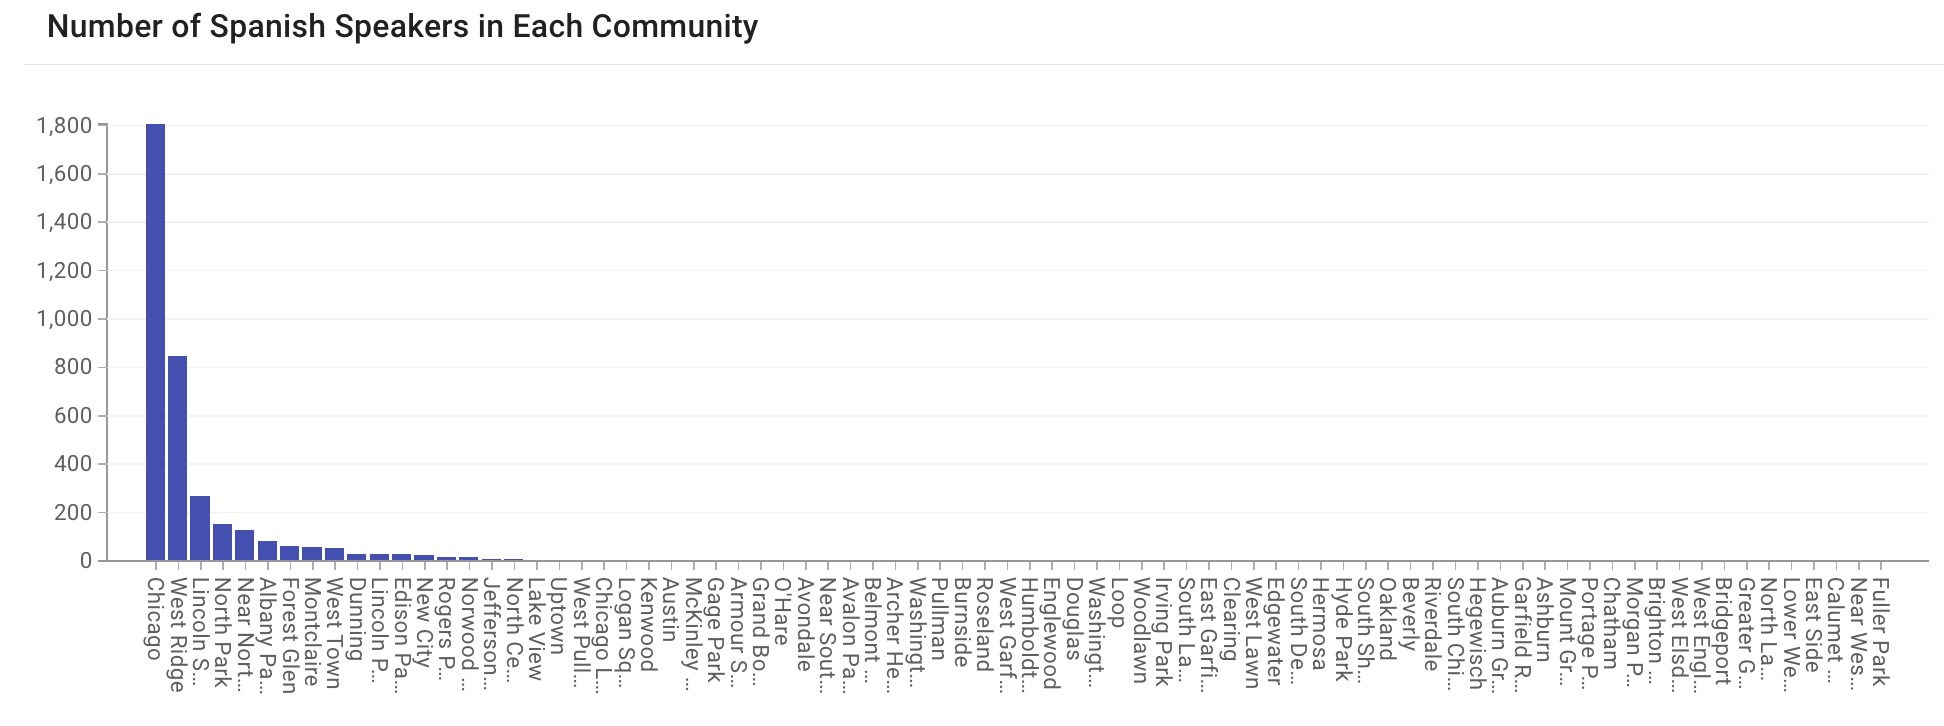 Number of Spanish Speakers in Each Community
1,800
1,600
1,400
1,200
1,000
800
600
400
200
0
Chicago
West Ridge
Lincoln S...
North Park
Near Nort...
Albany Pa...
Forest Glen
Montclaire
West Town
Dunning
Lincoln P...
Edison Pa...
New City
Rogers P...
Norwood ...
Jefferson...
North Ce...
Lake View
Uptown
West Pull...
Chicago L...
Logan Sq...
Kenwood
Austin
McKinley ...
Gage Park
Armour S...
Grand Bo...
O'Hare
Avondale
Near Sout...
Avalon Pa...
Belmont ...
Archer He...
Washingt...
Pullman
Burnside
Roseland
West Garf...
Humboldt...
Englewood
Douglas
Washingt...
Loop
Woodlawn
Irving Park
South La...
East Garfi...
Clearing
West Lawn
Edgewater
South De...
Hermosa
Hyde Park
South Sh...
Oakland
Beverly
Riverdale
South Chi...
Hegewisch
Auburn Gr...
Garfield R...
Ashburn
Mount Gr...
Portage P...
Chatham
Morgan P...
Brighton ...
West Elsd...
West Engl...
Bridgeport
Greater G...
North La...
Lower We...
East Side
Calumet ...
Near Wes...
Fuller Park